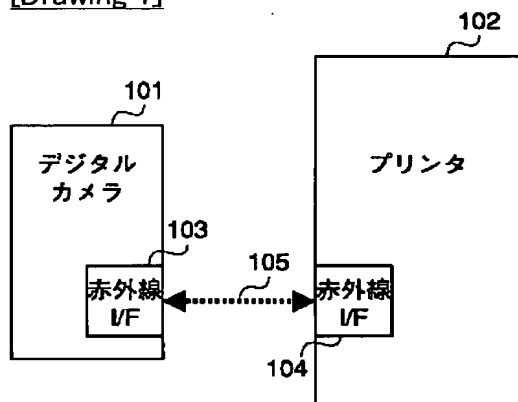 [Drawing 1]
102
101
デジタル
カメラ
プリンタ
103
105
赤外線
I/F
赤外線
I/F
104